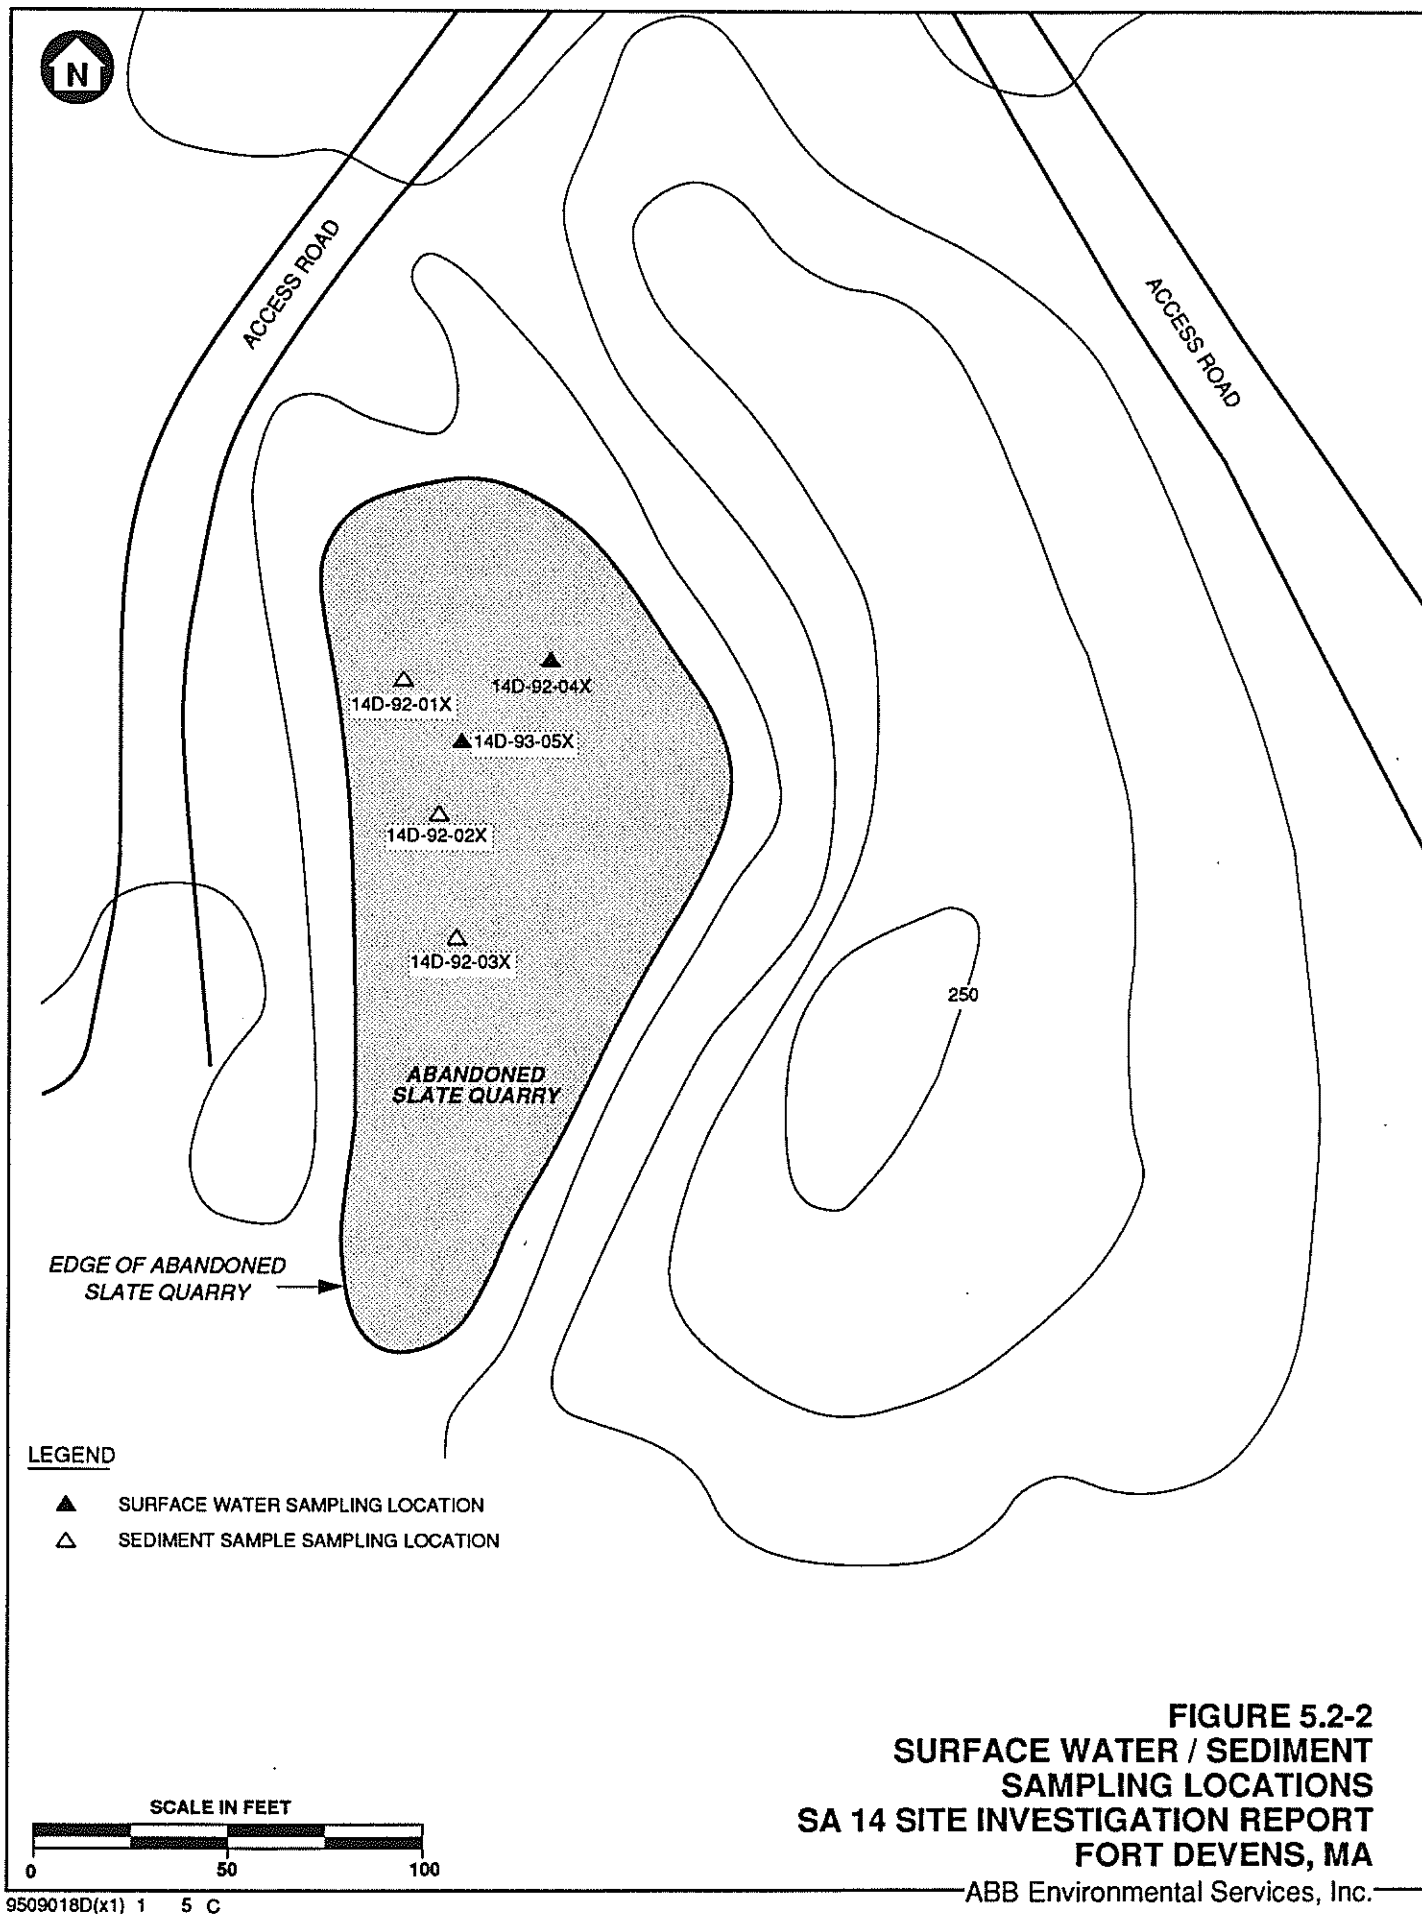 N
ACCESS ROAD
ACCESS ROAD
14D-92-04X
14D-92-01X
14D-93-05X
14D-92-02X
14D-92-03X
250
ABANDONED
SLATE QUARRY
EDGE OF ABANDONED
SLATE QUARRY
LEGEND
SURFACE WATER SAMPLING LOCATION
SEDIMENT SAMPLE SAMPLING LOCATION
FIGURE 5.2-2
SURFACE WATER / SEDIMENT
SAMPLING LOCATIONS
SA 14 SITE INVESTIGATION REPORT
FORT DEVENS, MA
ABB Environmental Services, Inc.
SCALE IN FEET
0 50 100
9509018D(x1) 1 5 C